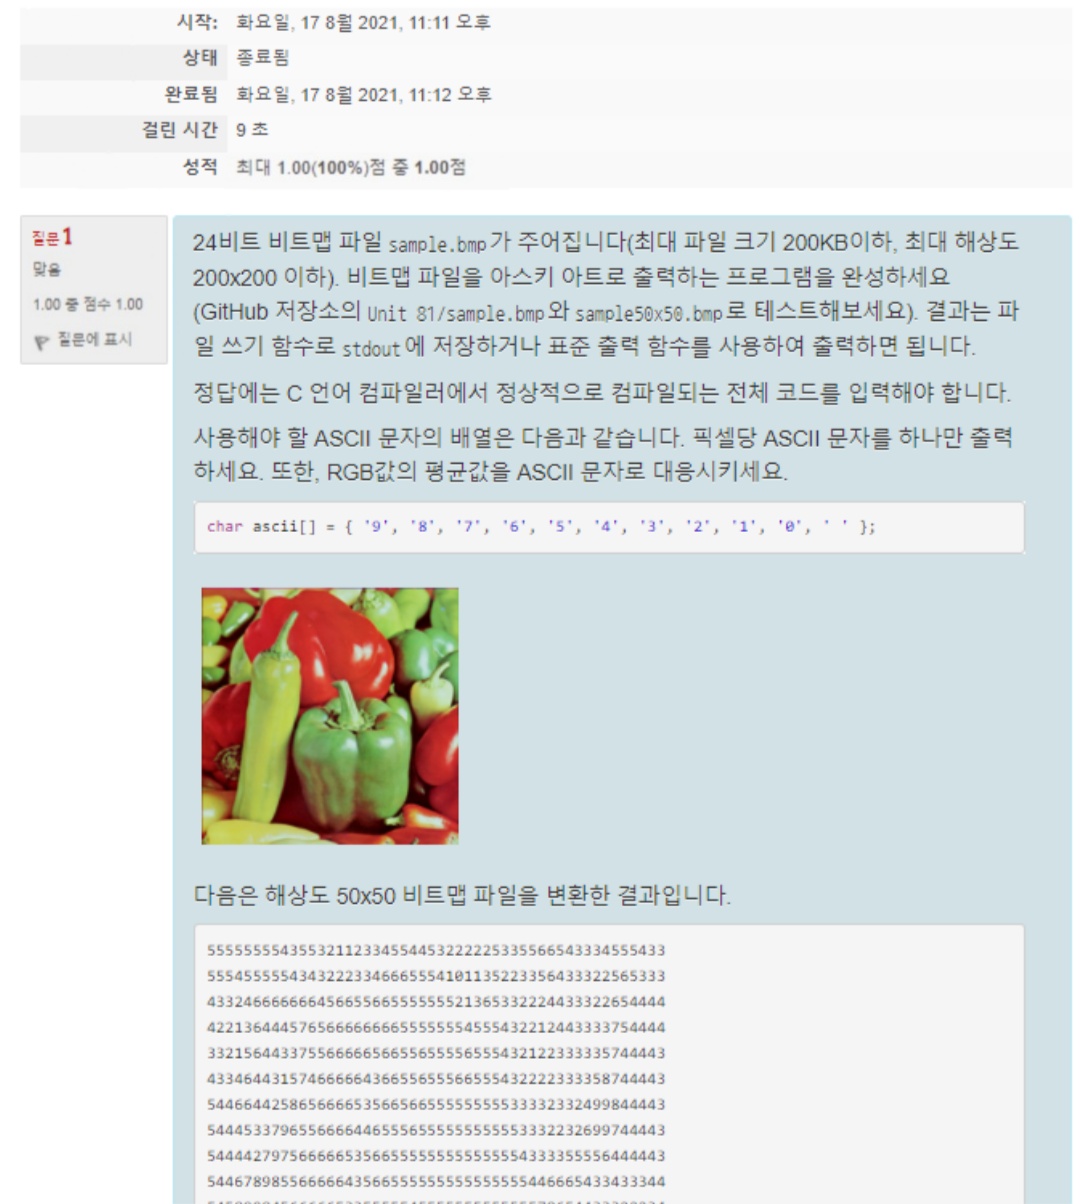 시작: 화요일, 17 8월 2021, 11:11 오후
상태 종료됨
완료됨 화요일, 17 8월 2021, 11:12 오후
걸린 시간 9 초
성적 최대 1.00(100%)점 중 1.00점
질문 1
맞음
1.00 중 점수 1.00
질문에 표시
24비트 비트맵 파일 sample.bmp가 주어집니다(최대 파일 크기 200KB이하, 최대 해상도
200x200 이하). 비트맵 파일을 아스키 아트로 출력하는 프로그램을 완성하세요
(GitHub 저장소의 Unit 81/sample.bmp와 sample50x50.bmp로 테스트해보세요). 결과는 파
일 쓰기 함수로 stdout에 저장하거나 표준 출력 함수를 사용하여 출력하면 됩니다.
정답에는 C 언어 컴파일러에서 정상적으로 컴파일되는 전체 코드를 입력해야 합니다.
사용해야 할 ASCII 문자의 배열은 다음과 같습니다. 픽셀당 ASCII 문자를 하나만 출력
하세요. 또한, RGB값의 평균값을 ASCII 문자로 대응시키세요.
char ascii[] = { '9', '8', '7', '6', '5', '4', '3', '2', '1', '0', ' ' };
다음은 해상도 50x50 비트맵 파일을 변환한 결과입니다.
55555555435532112334554453222225335566543334555433
55545555543432223346665554101135223356433322565333
43324666666645665566555555521365332224433322654444
42213644457656666666655555554555432212443333754444
33215644337556666656655655556555432122333335744443
43346443157466666436655655566555432222333358744443
54466442586566665356656655555555533332332499844443
54445337965566664465556555555555553332232699744443
54444279756666653566555555555555554333355556444443
54467898556666643566555555555555555446665433433344